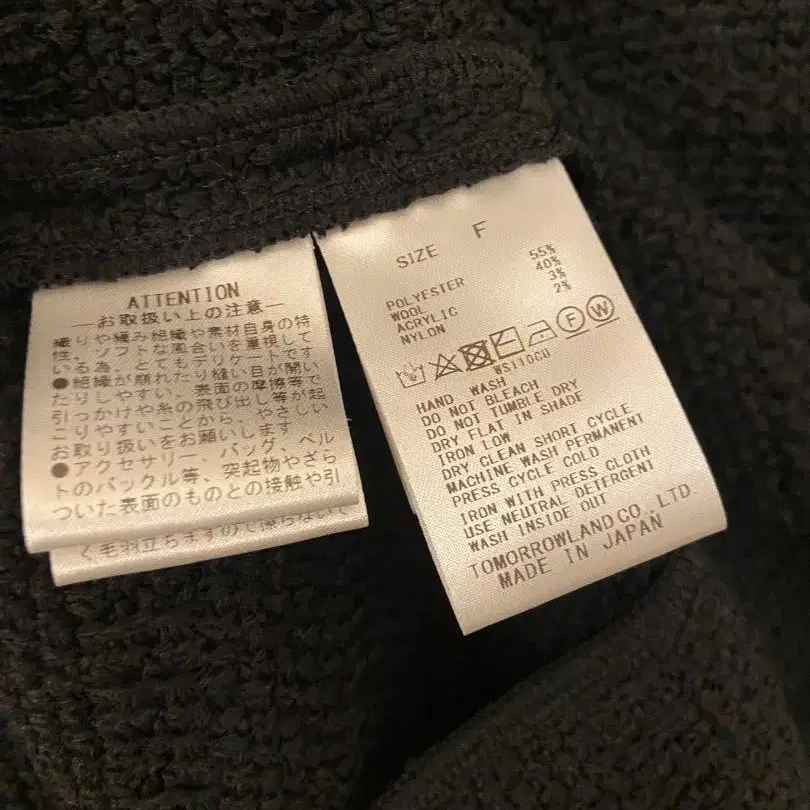 ATTENTION
—お取扱い上の注意—
織りや編み組織や素材自身の特
性、ソフトな風合いを重視して
いる為、とてもデリケートです
●組織が崩れたり縫い目が開い
たりしやすい、表面の摩擦等で
引っかけや糸の飛び出し等が起
こりやすいことから、やさしい
お取り扱いをお願いします
●アクセサリー、バッグ、ベル
トのバックル等、突起物やざら
ついた表面のものとの接触や引
く毛羽立ちますので
SIZE F
POLYESTER 55%
WOOL 40%
ACRYLIC 3%
NYLON 2%
F W
WS110CU
HAND WASH
DO NOT BLEACH
DO NOT TUMBLE DRY
DRY FLAT IN SHADE
IRON LOW
DRY CLEAN SHORT CYCLE
MACHINE WASH PERMANENT
PRESS CYCLE COLD
IRON WITH PRESS CLOTH
USE NEUTRAL DETERGENT
WASH INSIDE OUT
TOMORROWLAND CO., LTD.
MADE IN JAPAN